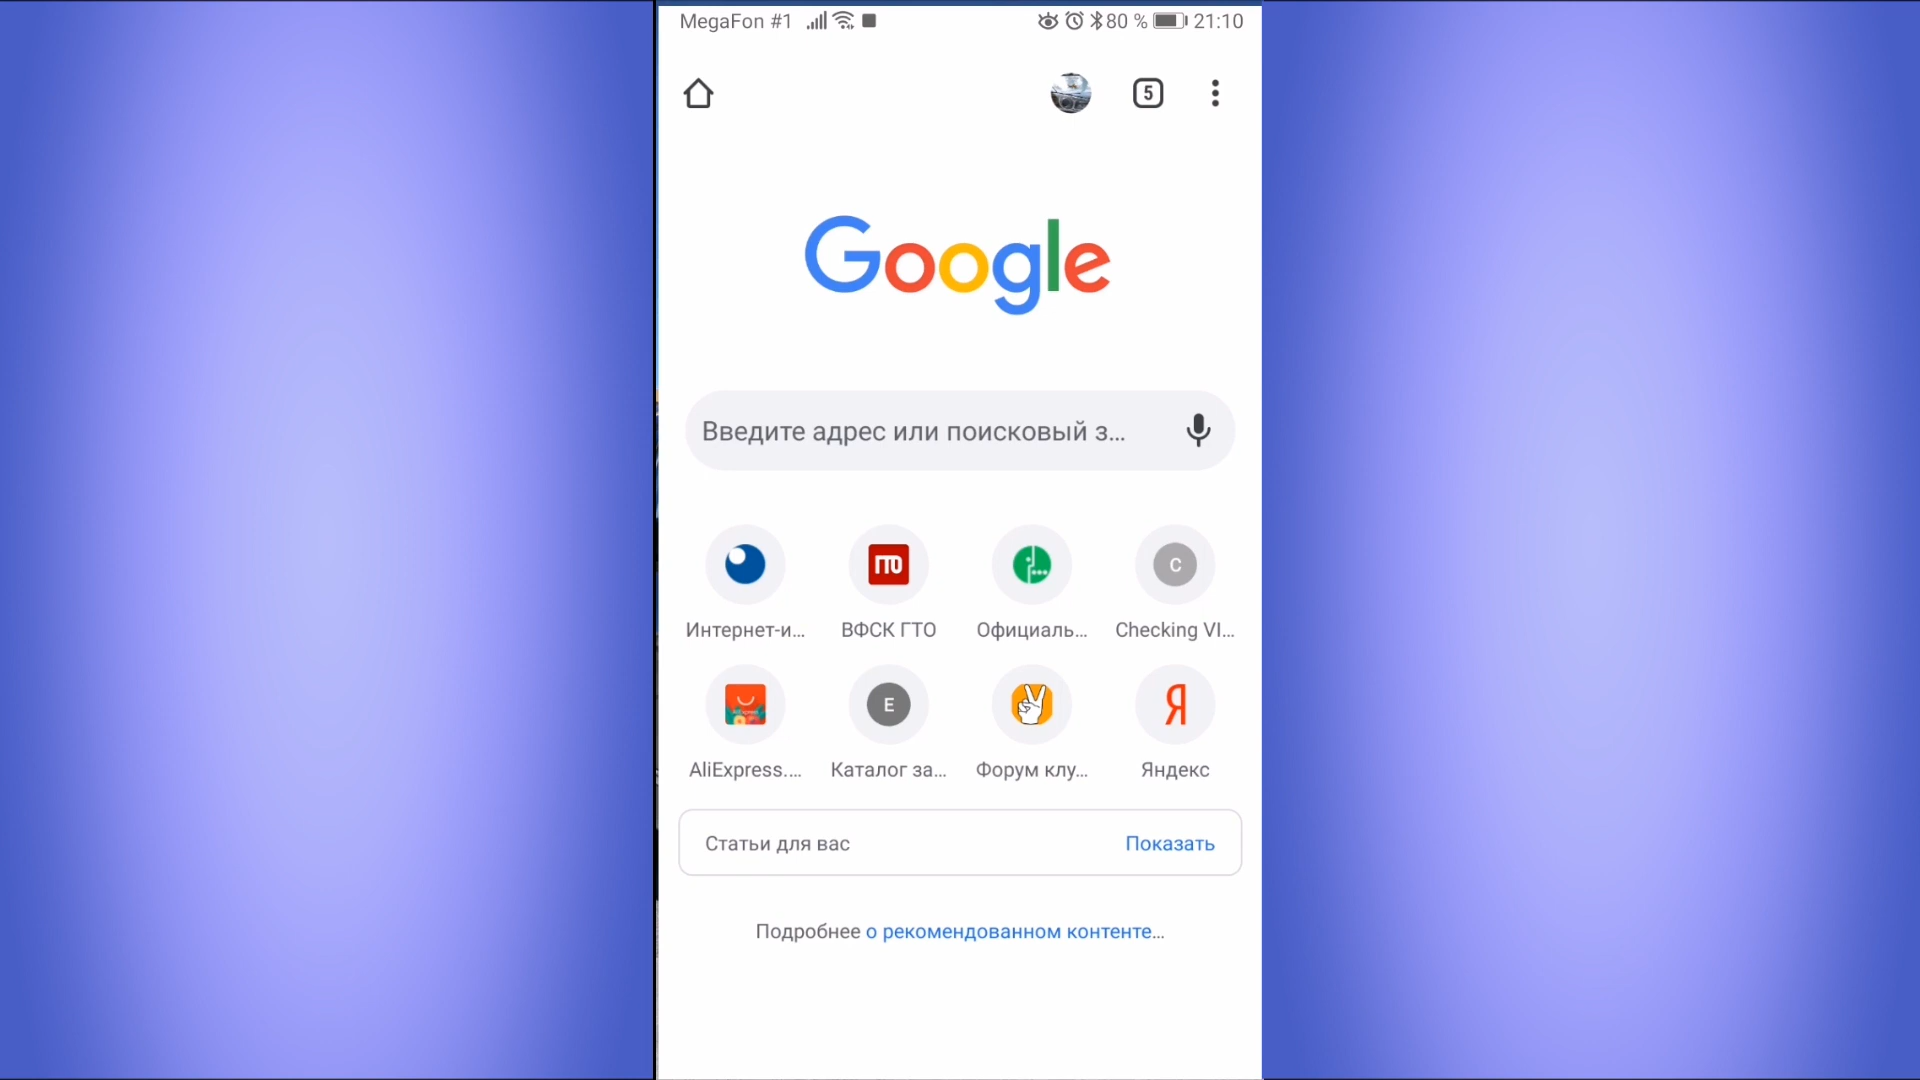 MegaFon #1 80 % 21:10
5
Google
Введите адрес или поисковый з...
ГТО C
Интернет-и... ВФСК ГТО Официаль... Checking VI...
E Я
AliExpress.... Каталог за... Форум клу... Яндекс
Статьи для вас Показать
Подробнее о рекомендованном контенте...